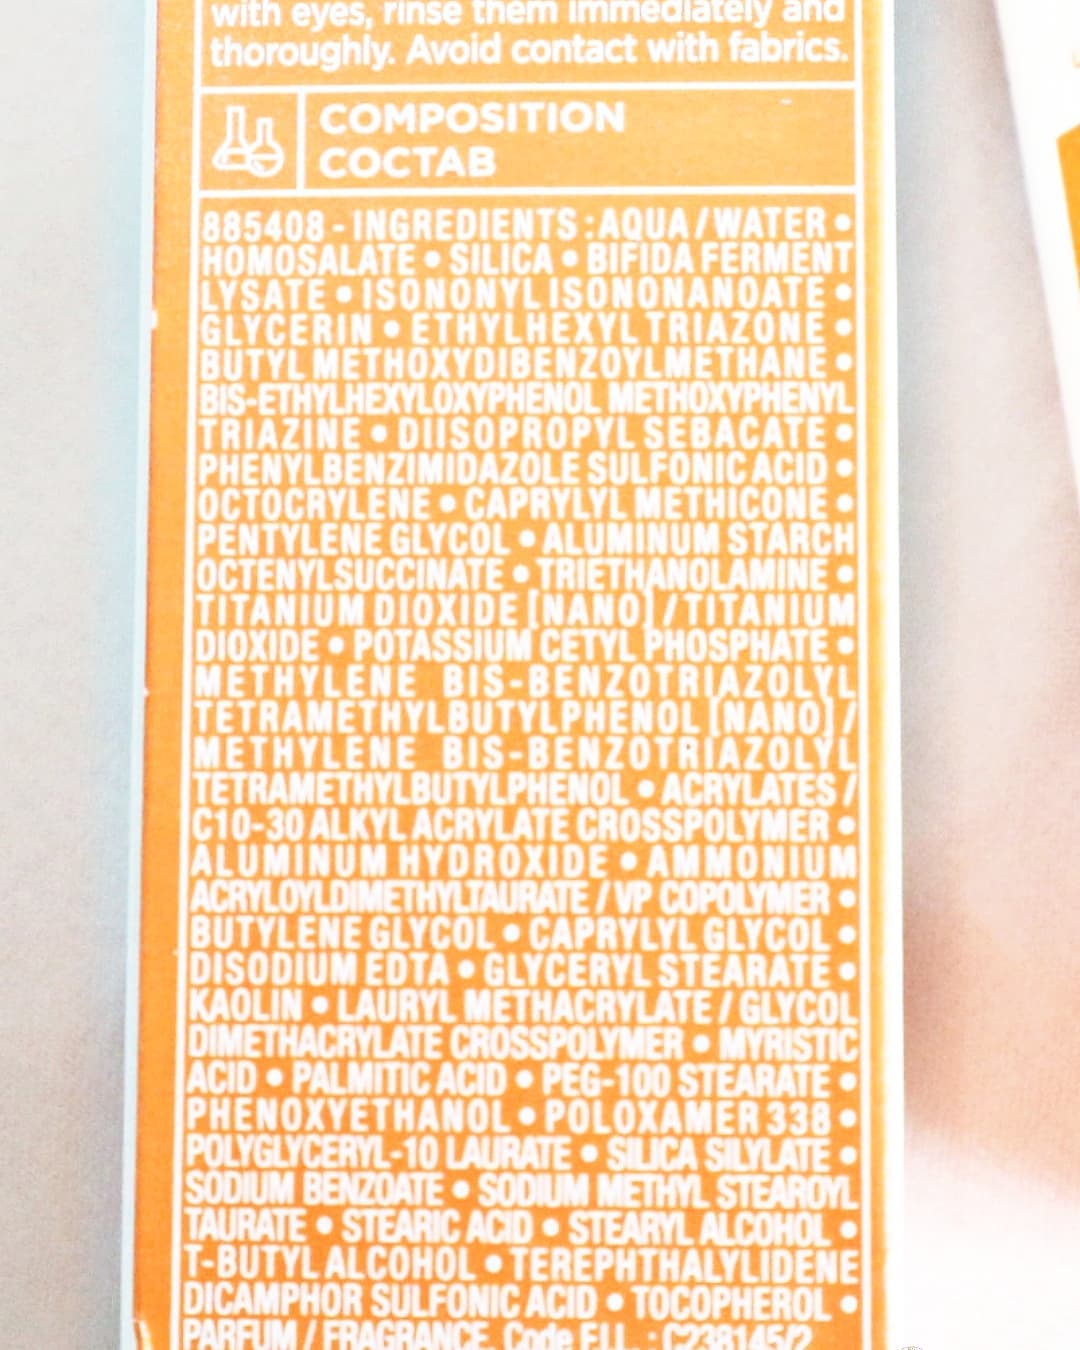 with eyes, rinse them immediately and
thoroughly. Avoid contact with fabrics.
COMPOSITION
СОСТАВ
885408 - INGREDIENTS : AQUA / WATER •
HOMOSALATE • SILICA • BIFIDA FERMENT
LYSATE • ISONONYL ISONONANOATE •
GLYCERIN • ETHYLHEXYL TRIAZONE •
BUTYL METHOXYDIBENZOYLMETHANE •
BIS-ETHYLHEXYLOXYPHENOL METHOXYPHENYL
TRIAZINE • DIISOPROPYL SEBACATE •
PHENYLBENZIMIDAZOLE SULFONIC ACID •
OCTOCRYLENE • CAPRYLYL METHICONE •
PENTYLENE GLYCOL • ALUMINUM STARCH
OCTENYLSUCCINATE • TRIETHANOLAMINE •
TITANIUM DIOXIDE [NANO] / TITANIUM
DIOXIDE • POTASSIUM CETYL PHOSPHATE •
METHYLENE BIS-BENZOTRIAZOLYL
TETRAMETHYLBUTYLPHENOL [NANO] /
METHYLENE BIS-BENZOTRIAZOLYL
TETRAMETHYLBUTYLPHENOL • ACRYLATES /
C10-30 ALKYL ACRYLATE CROSSPOLYMER •
ALUMINUM HYDROXIDE • AMMONIUM
ACRYLOYLDIMETHYLTAURATE / VP COPOLYMER •
BUTYLENE GLYCOL • CAPRYLYL GLYCOL •
DISODIUM EDTA • GLYCERYL STEARATE •
KAOLIN • LAURYL METHACRYLATE / GLYCOL
DIMETHACRYLATE CROSSPOLYMER • MYRISTIC
ACID • PALMITIC ACID • PEG-100 STEARATE •
PHENOXYETHANOL • POLOXAMER 338 •
POLYGLYCERYL-10 LAURATE • SILICA SILYLATE •
SODIUM BENZOATE • SODIUM METHYL STEAROYL
TAURATE • STEARIC ACID • STEARYL ALCOHOL •
T-BUTYL ALCOHOL • TEREPHTHALYLIDENE
DICAMPHOR SULFONIC ACID • TOCOPHEROL •
PARFUM / FRAGRANCE. Code F.I.L. : C238145/2